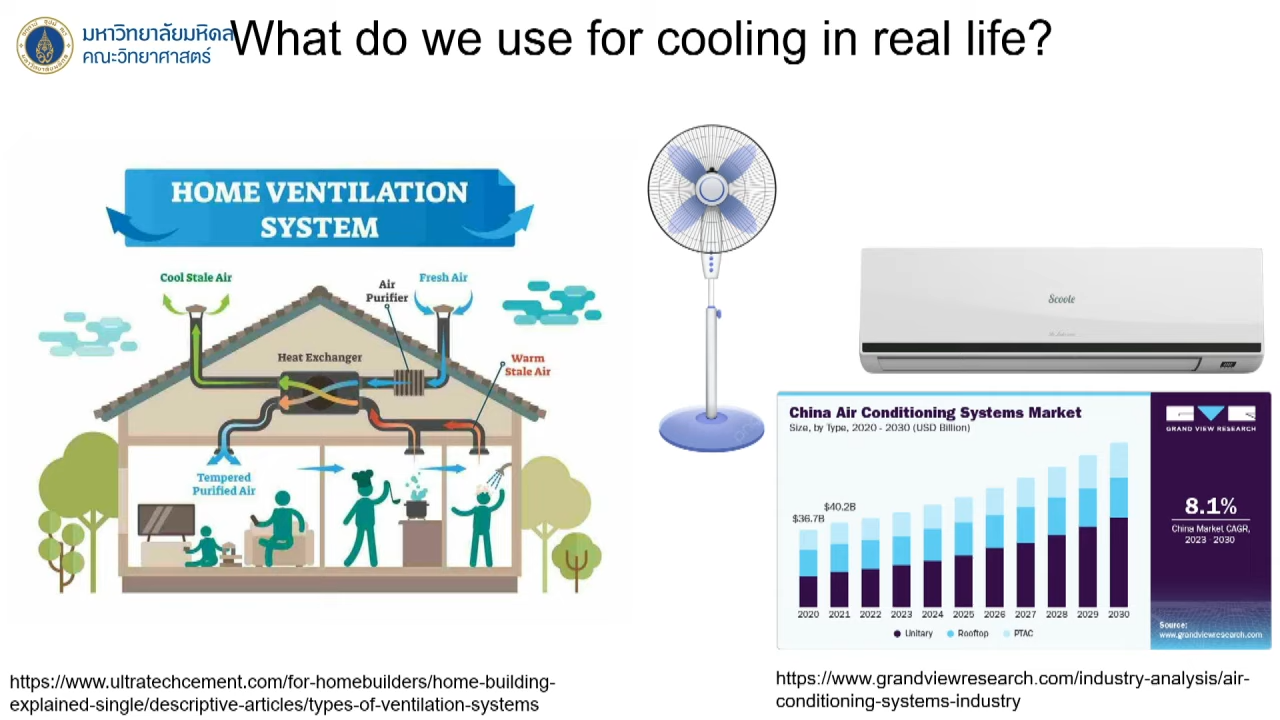 มหาวิทยาลัยมหิดล
คณะวิทยาศาสตร์
What do we use for cooling in real life?
HOME VENTILATION
SYSTEM
Cool Stale Air
Air
Purifier
Fresh Air
Heat Exchanger
Warm
Stale Air
Tempered
Purified Air
Scoole
China Air Conditioning Systems Market
Size, by Type, 2020 - 2030 (USD Billion)
$36.7B
$40.2B
2020 2021 2022 2023 2024 2025 2026 2027 2028 2029 2030
Unitary Rooftop PTAC
GRAND VIEW RESEARCH
8.1%
China Market CAGR,
2023 - 2030
Source:
www.grandviewresearch.com
https://www.ultratechcement.com/for-homebuilders/home-building-
explained-single/descriptive-articles/types-of-ventilation-systems
https://www.grandviewresearch.com/industry-analysis/air-
conditioning-systems-industry